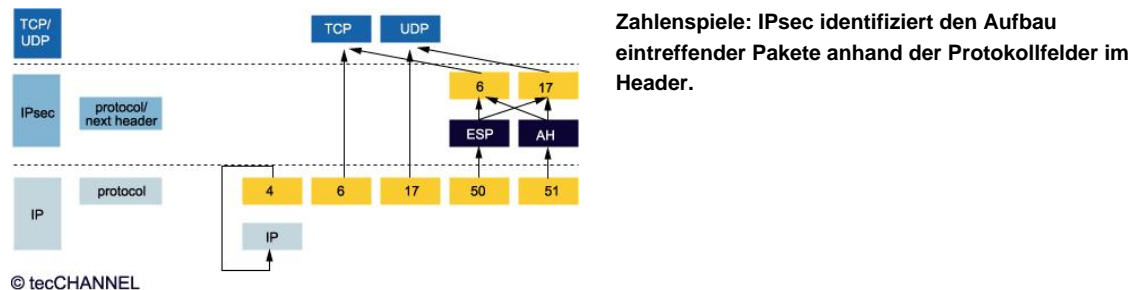 TCP/
UDP
TCP
UDP
Zahlenspiele: IPsec identifiziert den Aufbau
eintreffender Pakete anhand der Protokollfelder im
Header.
IPsec
protocol/
next header
6
17
ESP
AH
IP
protocol
4
6
17
50
51
IP
© tecCHANNEL